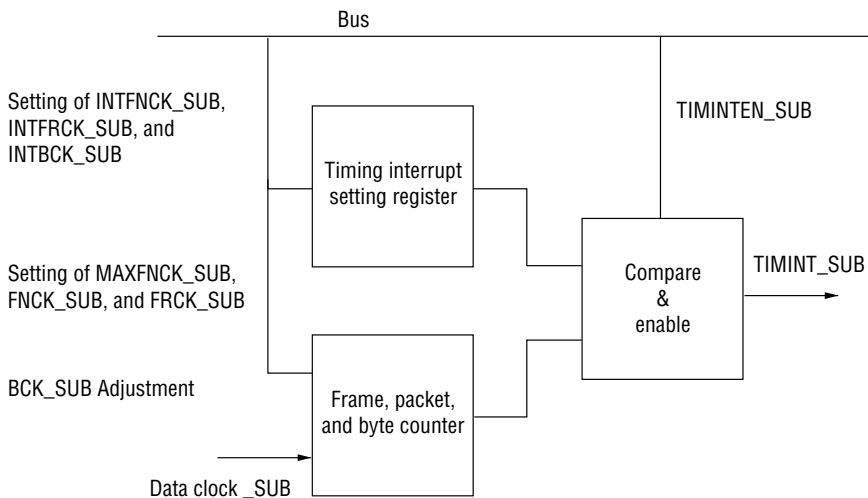 Bus
Setting of INTFNCK_SUB,
INTFRCK_SUB, and
INTBCK_SUB
TIMINTEN_SUB
Timing interrupt
setting register
Setting of MAXFNCK_SUB,
FNCK_SUB, and FRCK_SUB
Compare
&
enable
TIMINT_SUB
BCK_SUB Adjustment
Frame, packet,
and byte counter
Data clock _SUB